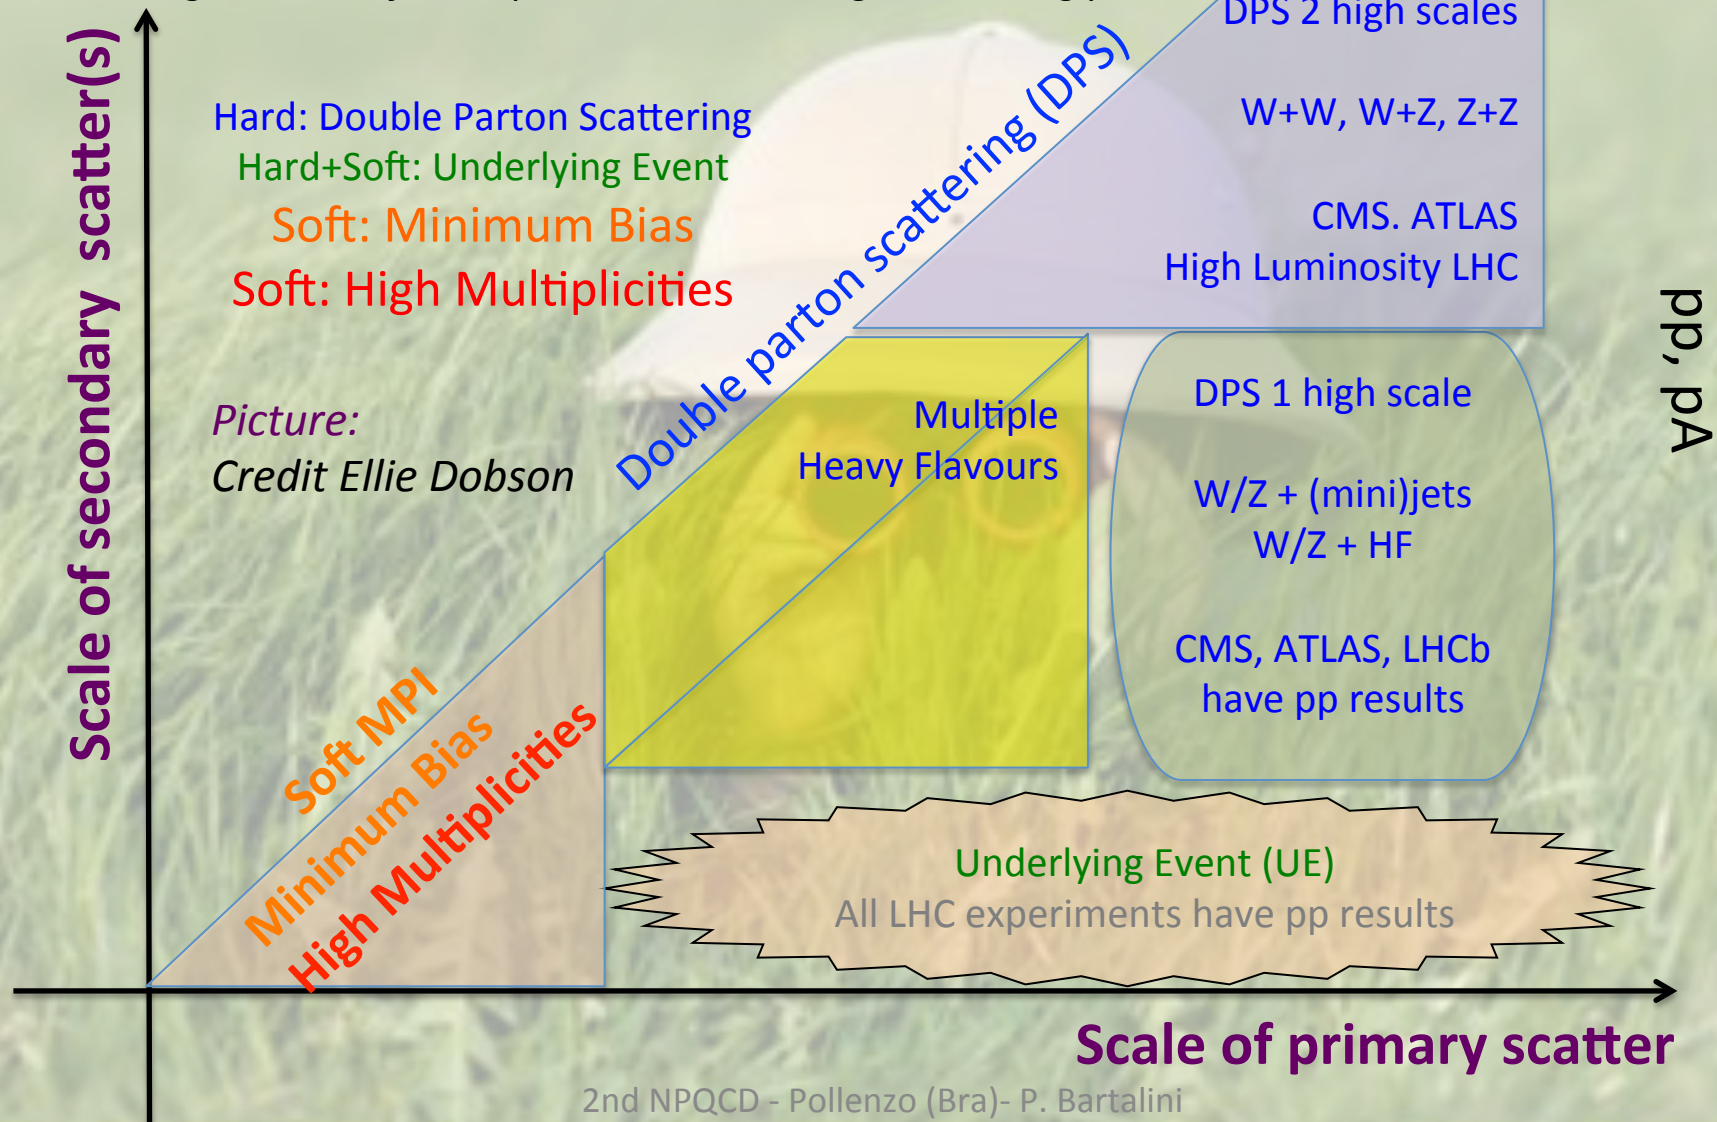 DPS 2 high scales
Scale of secondary scatter(s)
Hard: Double Parton Scattering
Hard+Soft: Underlying Event
Soft: Minimum Bias
Soft: High Multiplicities
Picture:
Credit Ellie Dobson
Double parton scattering (DPS)
W+W, W+Z, Z+Z
CMS. ATLAS
High Luminosity LHC
pp, pA
Multiple
Heavy Flavours
DPS 1 high scale
W/Z + (mini)jets
W/Z + HF
CMS, ATLAS, LHCb
have pp results
Soft MPI
Minimum Bias
High Multiplicities
Underlying Event (UE)
All LHC experiments have pp results
Scale of primary scatter
2nd NPQCD - Pollenzo (Bra)- P. Bartalini